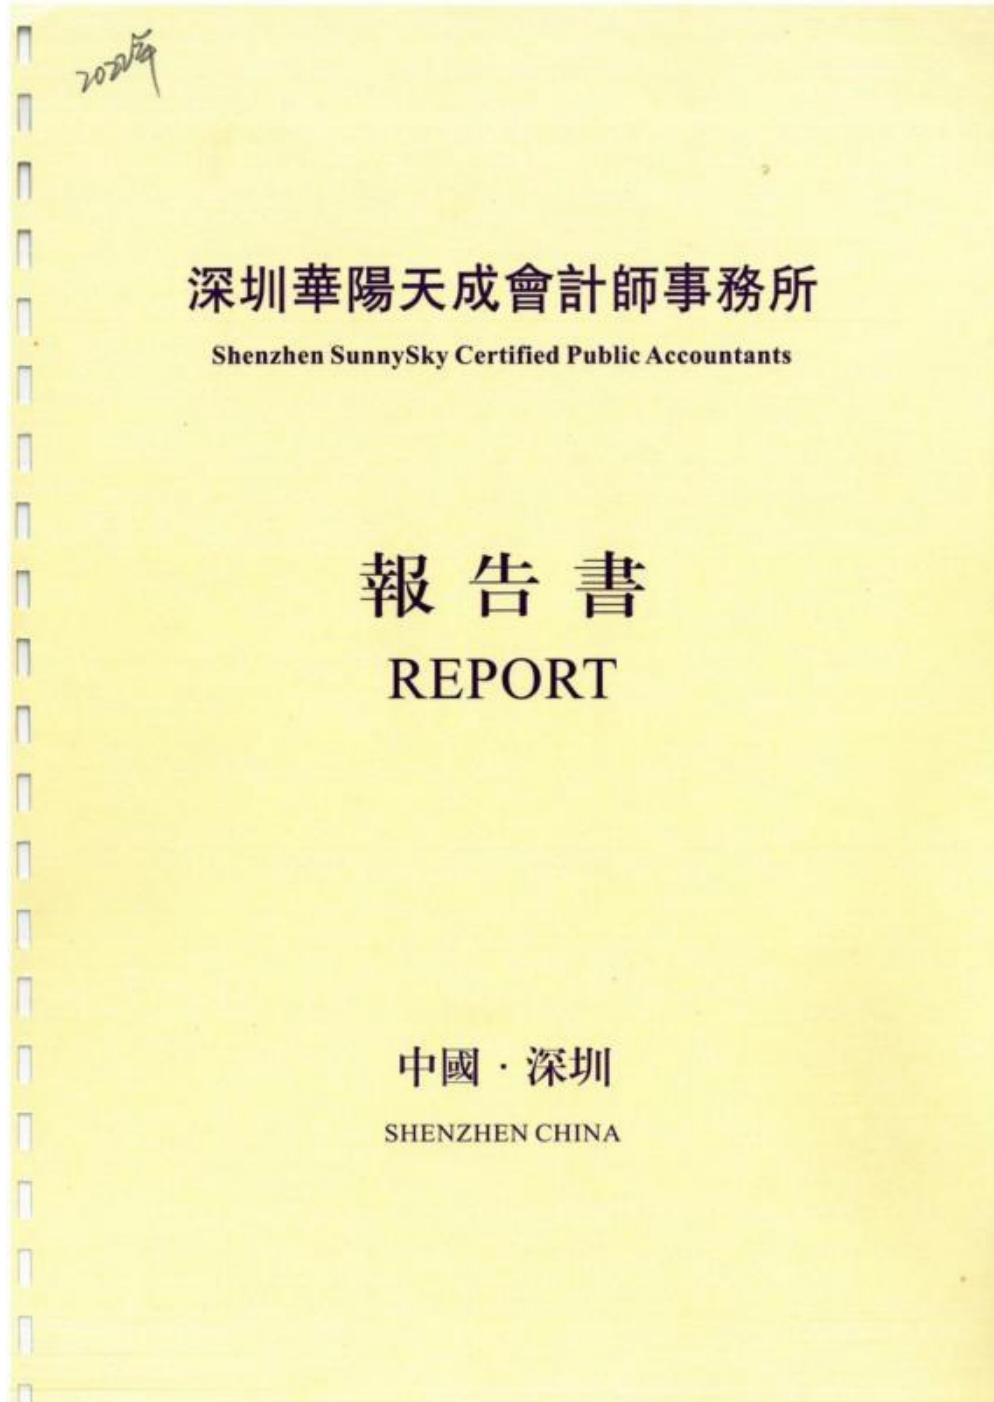 2022年
深圳華陽天成會計師事務所
Shenzhen SunnySky Certified Public Accountants
報告書
REPORT
中國·深圳
SHENZHEN CHINA